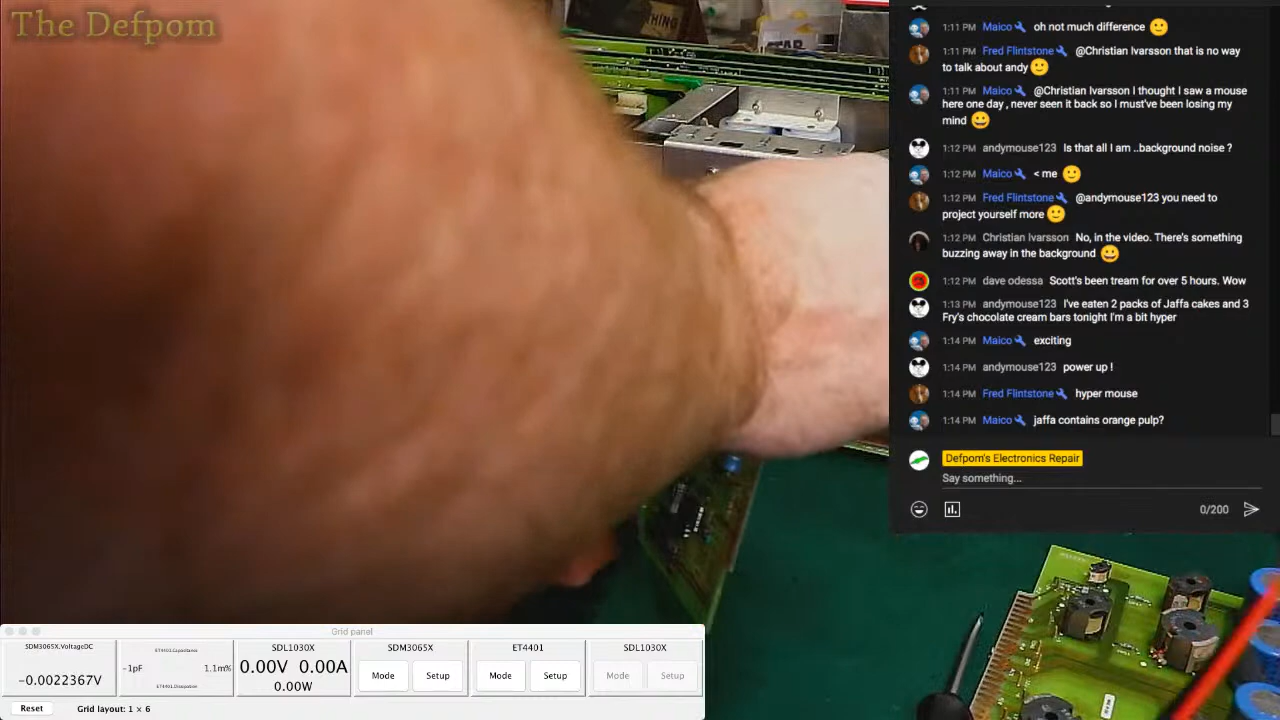 The Defpom
THING
1:11 PM Maico oh not much difference
1:11 PM Fred Flintstone @Christian Ivarsson that is no way
to talk about andy
1:11 PM Maico @Christian Ivarsson I thought I saw a mouse
here one day , never seen it back so I must've been losing my
mind
1:12 PM andymouse123 Is that all I am ..background noise ?
1:12 PM Maico < me
1:12 PM Fred Flintstone @andymouse123 you need to
project yourself more
1:12 PM Christian Ivarsson No, in the video. There's something
buzzing away in the background
1:12 PM dave odessa Scott's been tream for over 5 hours. Wow
1:13 PM andymouse123 I've eaten 2 packs of Jaffa cakes and 3
Fry's chocolate cream bars tonight I'm a bit hyper
1:14 PM Maico exciting
1:14 PM andymouse123 power up !
1:14 PM Fred Flintstone hyper mouse
1:14 PM Maico jaffa contains orange pulp?
Defpom's Electronics Repair
Say something...
0/200
Grid panel
SDM3065X.VoltageDC
-0.0022367V
ET4401.Capacitance
-1pF 1.1m%
ET4401.Dissipation
SDL1030X
0.00V 0.00A
0.00W
SDM3065X
Mode Setup
ET4401
Mode Setup
SDL1030X
Mode Setup
Reset Grid layout: 1 × 6